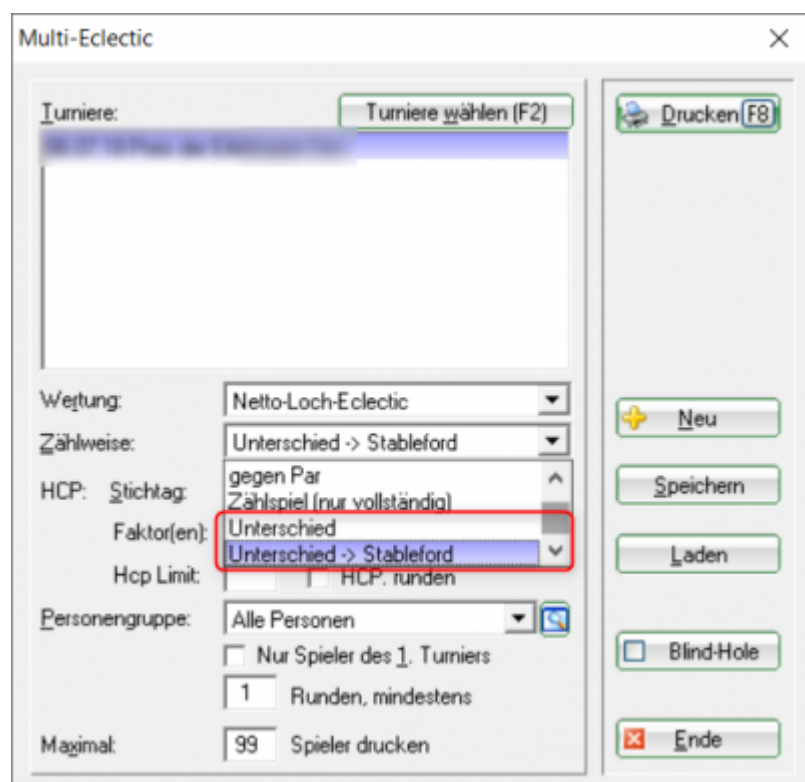 Multi-Eclectic
Turniere:
Turniere wählen (F2)
Drucken F8
Wertung:
Netto-Loch-Eclectic
Neu
Zählweise:
Unterschied -> Stableford
gegen Par
HCP: Stichtag:
Zählspiel (nur vollständig)
Speichern
Faktor(en):
Unterschied
Unterschied -> Stableford
Laden
Hcp Limit:
HCP. runden
Personengruppe:
Alle Personen
Nur Spieler des 1. Turniers
Blind-Hole
1 Runden, mindestens
Maximal:
99 Spieler drucken
Ende